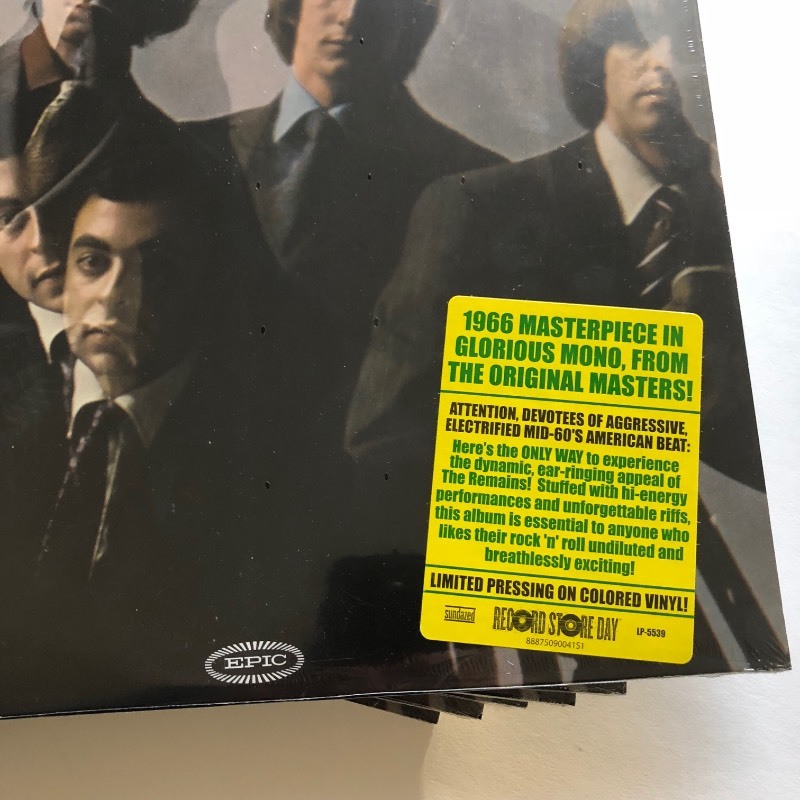 1966 MASTERPIECE IN
GLORIOUS MONO, FROM
THE ORIGINAL MASTERS!
ATTENTION, DEVOTEES OF AGGRESSIVE,
ELECTRIFIED MID-60'S AMERICAN BEAT:
Here's the ONLY WAY to experience
the dynamic, ear-ringing appeal of
The Remains! Stuffed with hi-energy
performances and unforgettable riffs,
this album is essential to anyone who
likes their rock 'n' roll undiluted and
breathlessly exciting!
LIMITED PRESSING ON COLORED VINYL!
sundazed RECORD STORE DAY LP-5539
8887509004151
EPIC